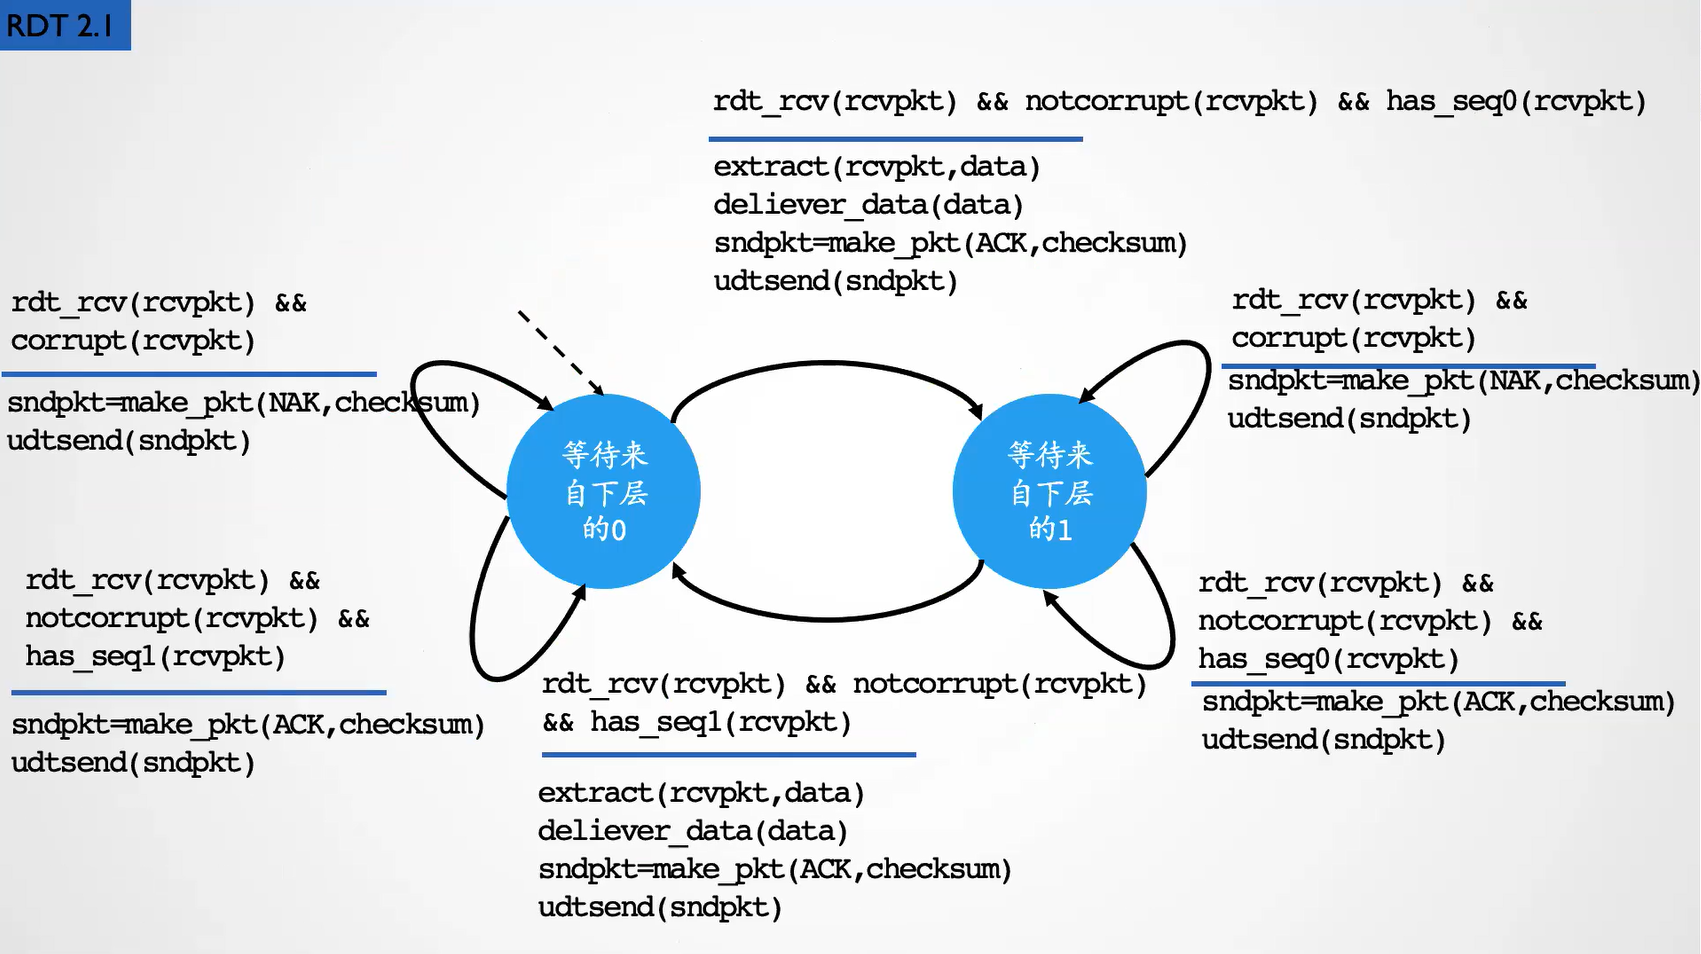 RDT 2.1
rdt_rcv(rcvpkt) && notcorrupt(rcvpkt) && has_seq0(rcvpkt)
extract(rcvpkt,data)
deliever_data(data)
sndpkt=make_pkt(ACK,checksum)
udtsend(sndpkt)
rdt_rcv(rcvpkt) &&
corrupt(rcvpkt)
sndpkt=make_pkt(NAK,checksum)
udtsend(sndpkt)
rdt_rcv(rcvpkt) &&
corrupt(rcvpkt)
sndpkt=make_pkt(NAK,checksum)
udtsend(sndpkt)
等待来
自下层
的0
等待来
自下层
的1
rdt_rcv(rcvpkt) &&
notcorrupt(rcvpkt) &&
has_seq1(rcvpkt)
sndpkt=make_pkt(ACK,checksum)
udtsend(sndpkt)
rdt_rcv(rcvpkt) && notcorrupt(rcvpkt)
&& has_seq1(rcvpkt)
extract(rcvpkt,data)
deliever_data(data)
sndpkt=make_pkt(ACK,checksum)
udtsend(sndpkt)
rdt_rcv(rcvpkt) &&
notcorrupt(rcvpkt) &&
has_seq0(rcvpkt)
sndpkt=make_pkt(ACK,checksum)
udtsend(sndpkt)